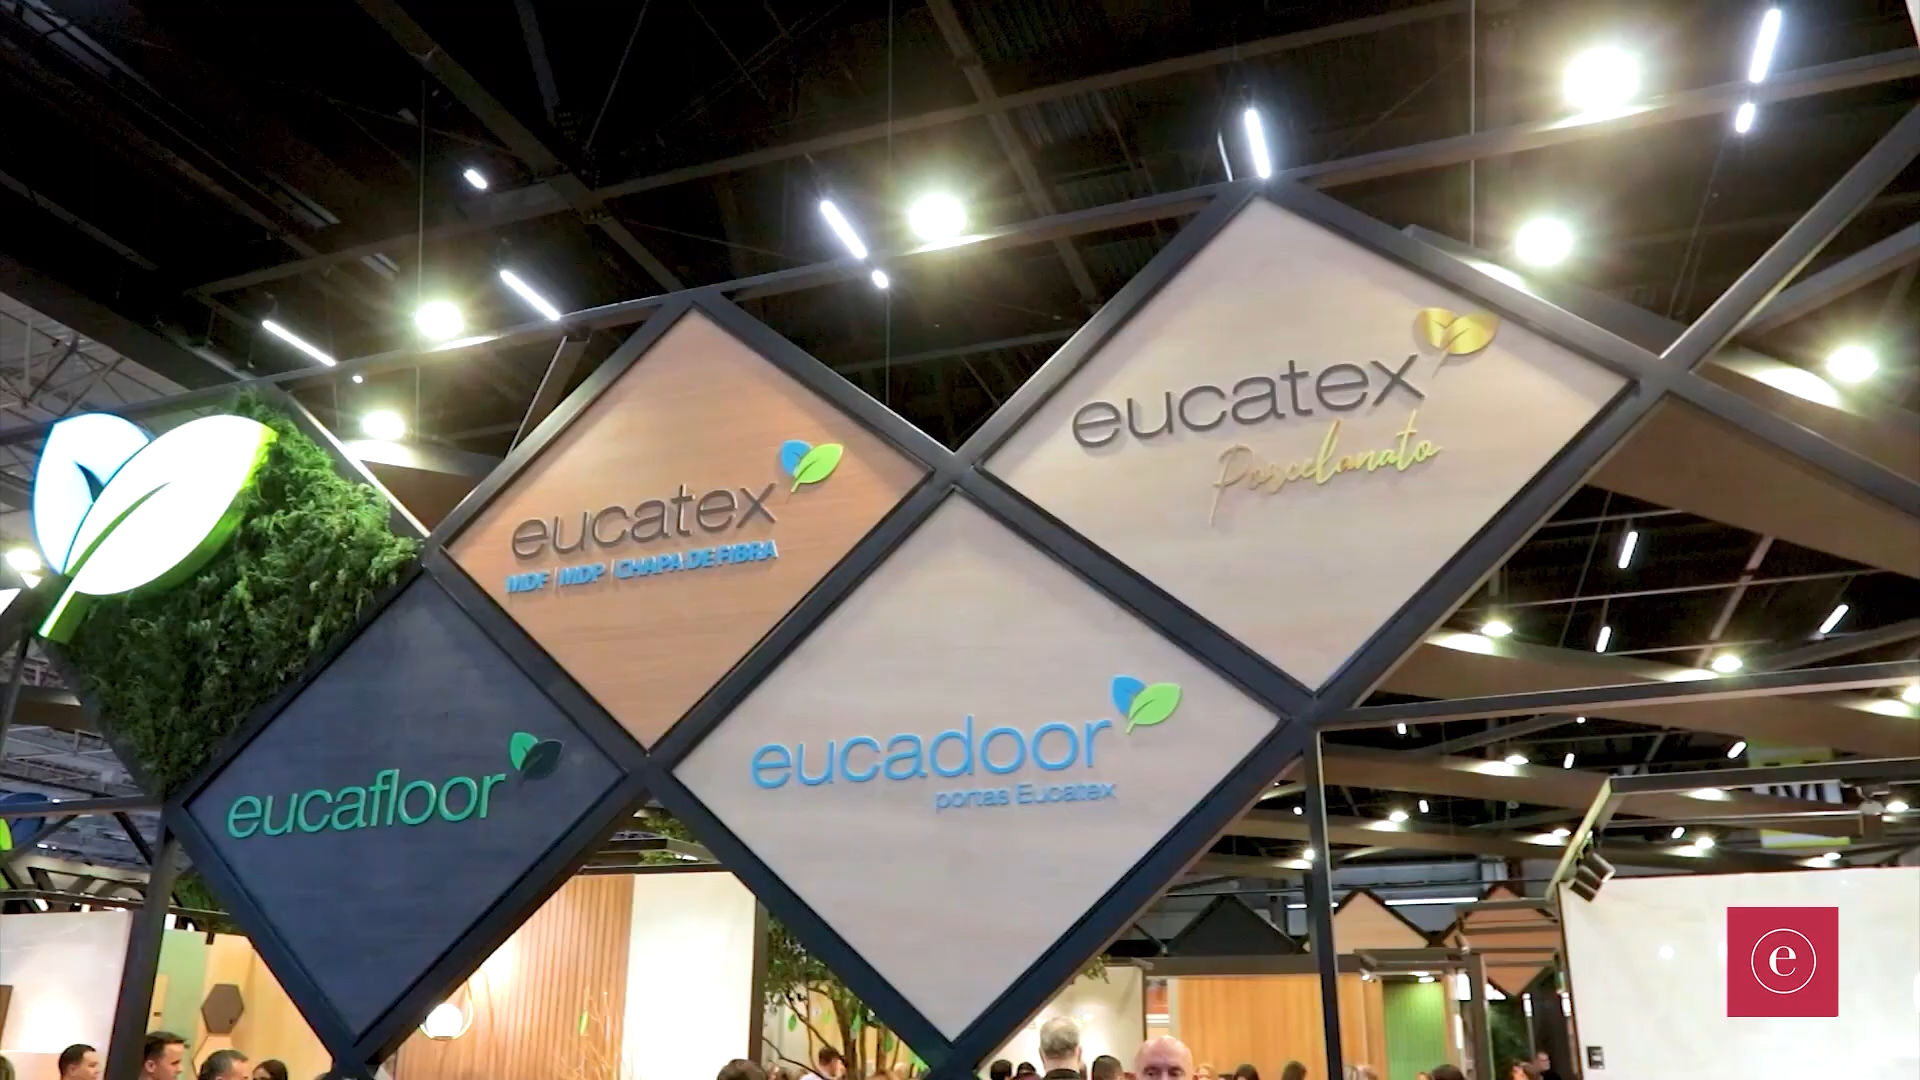 eucatex
MDF | MDP | CHAPA DE FIBRA
eucatex
Porcelanato
eucafloor
eucadoor
portas Eucatex
e